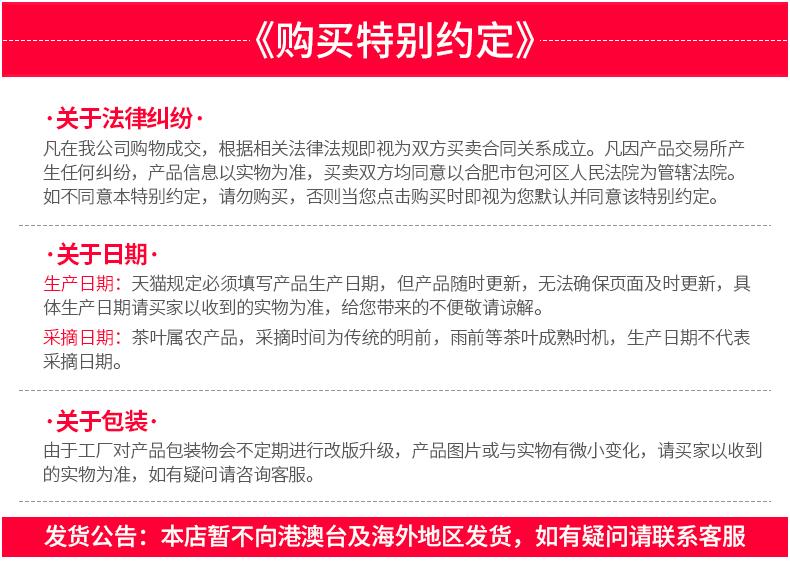 《购买特别约定》
·关于法律纠纷·
凡在我公司购物成交，根据相关法律法规即视为双方买卖合同关系成立。凡因产品交易所产
生任何纠纷，产品信息以实物为准，买卖双方均同意以合肥市包河区人民法院为管辖法院。
如不同意本特别约定，请勿购买，否则当您点击购买时即视为您默认并同意该特别约定。
·关于日期·
生产日期：天猫规定必须填写产品生产日期，但产品随时更新，无法确保页面及时更新，具
体生产日期请买家以收到的实物为准，给您带来的不便敬请谅解。
采摘日期：茶叶属农产品，采摘时间为传统的明前，雨前等茶叶成熟时机，生产日期不代表
采摘日期。
·关于包装·
由于工厂对产品包装物会不定期进行改版升级，产品图片或与实物有微小变化，请买家以收到
的实物为准，如有疑问请咨询客服。
发货公告：本店暂不向港澳台及海外地区发货，如有疑问请联系客服